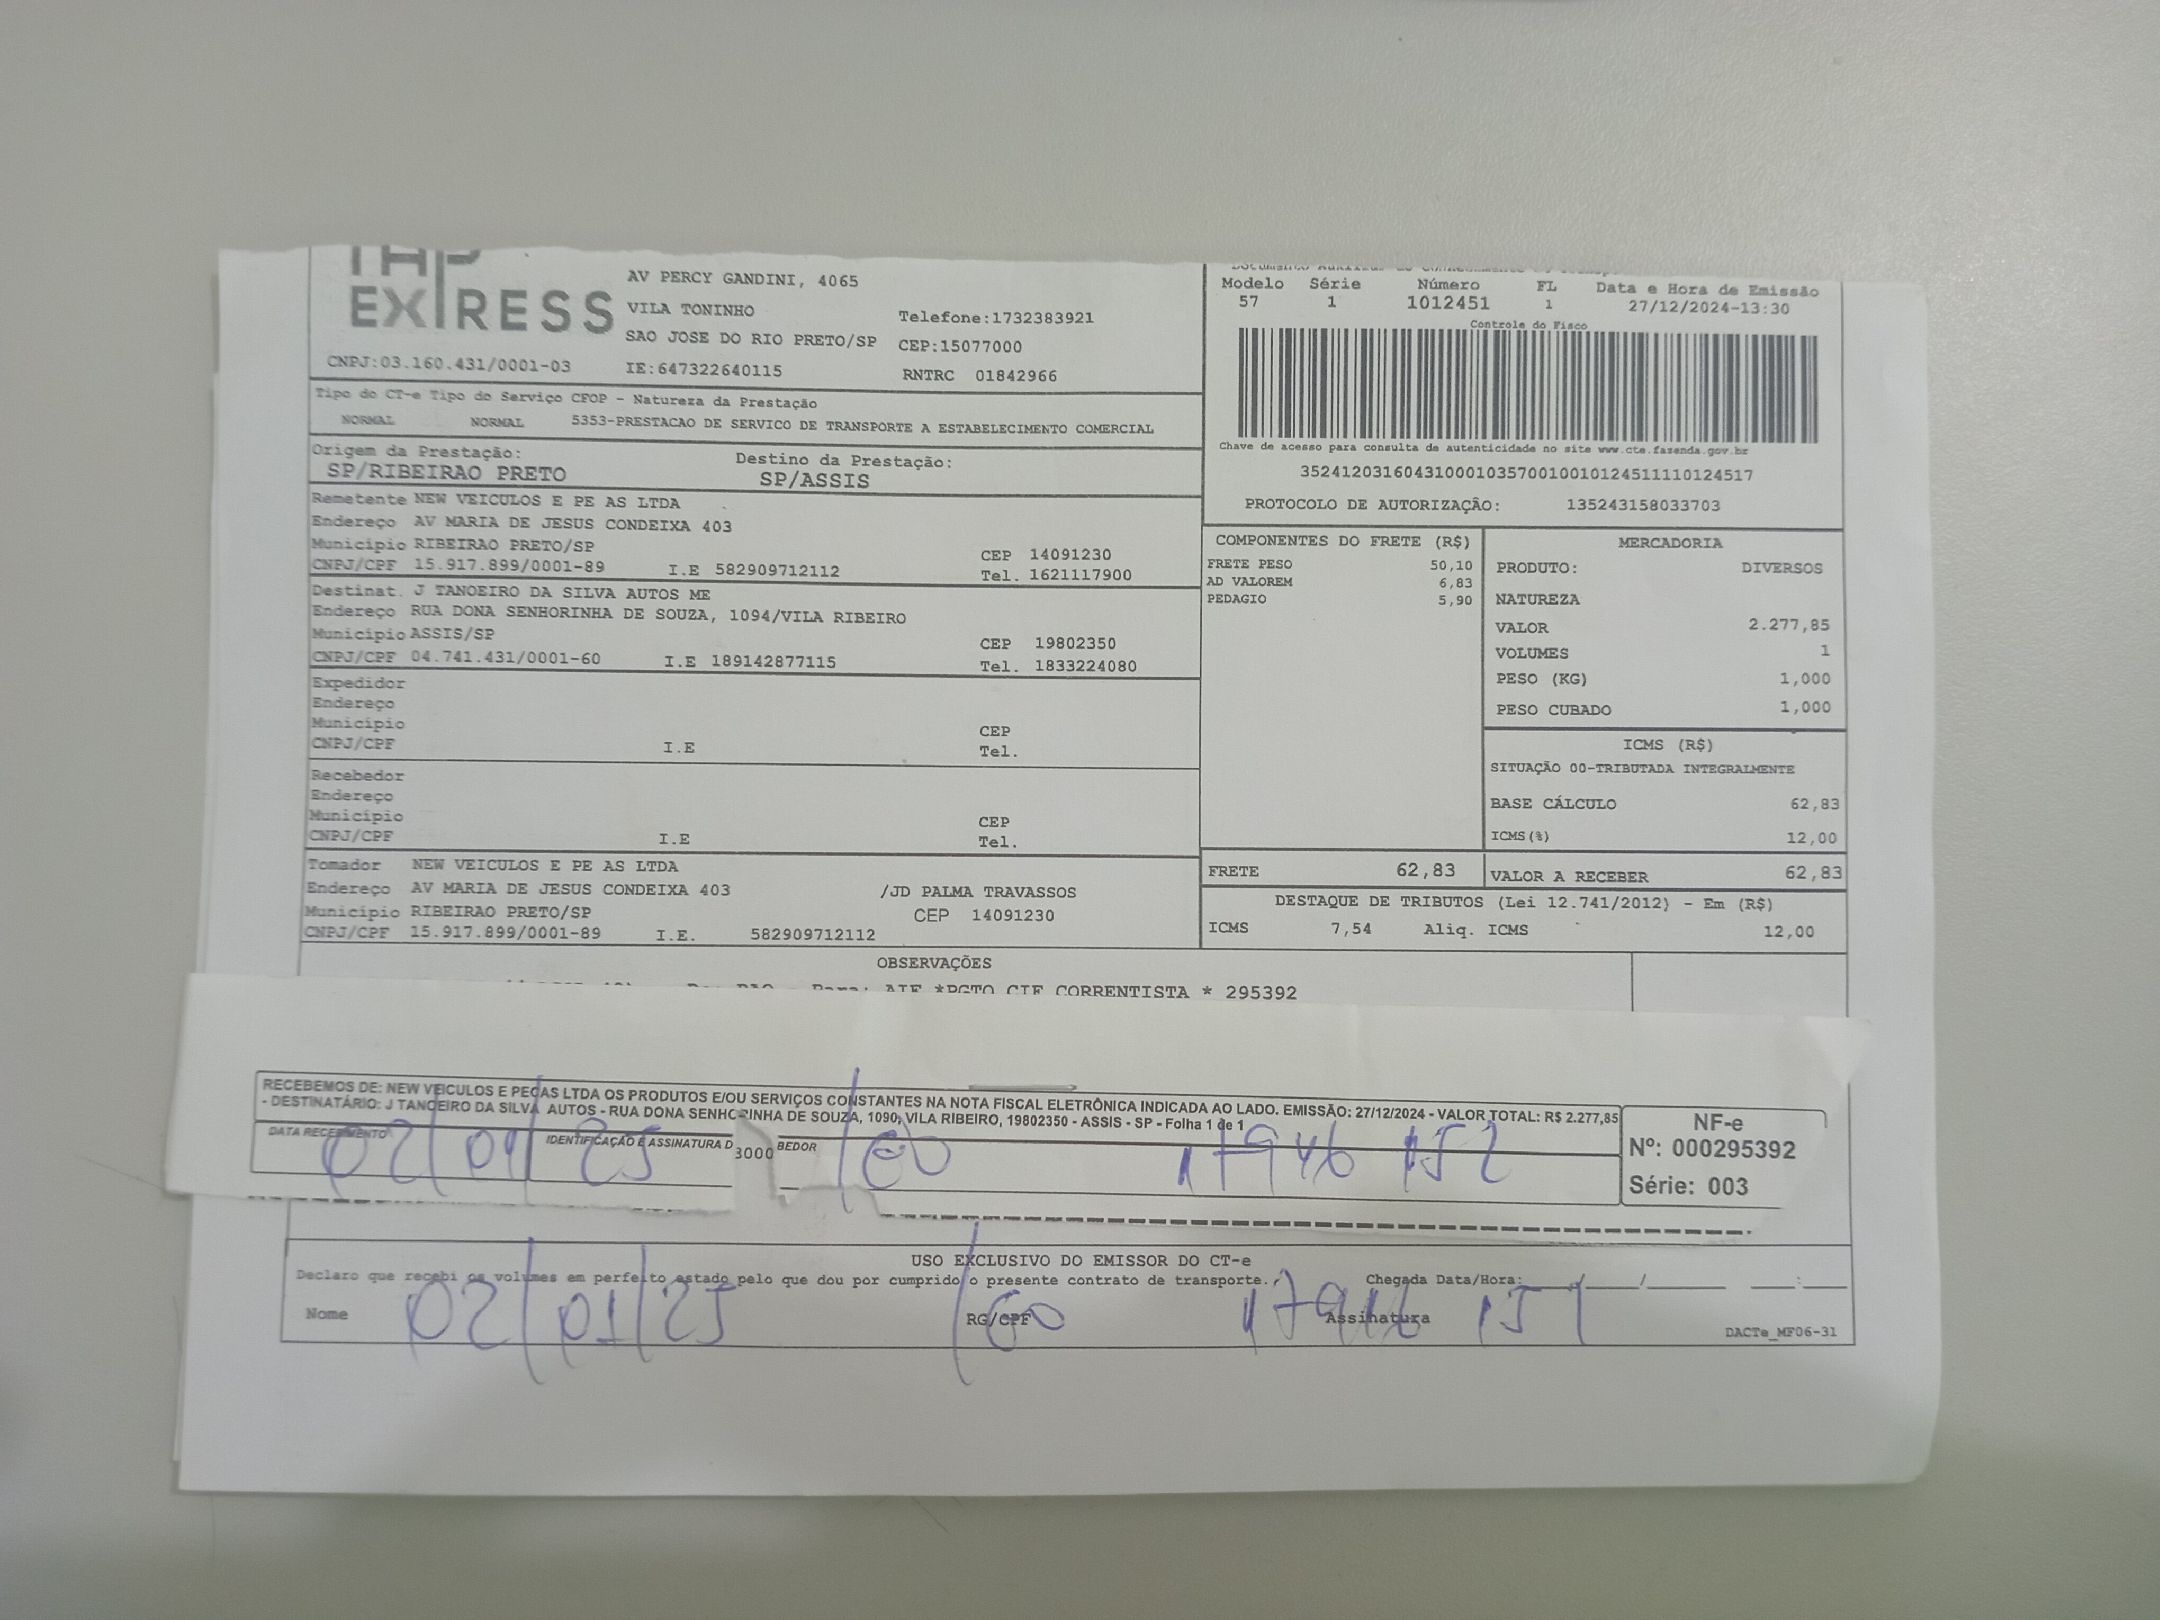 EXPRESS
AV PERCY GANDINI, 4065
VILA TONINHO
Telefone:1732383921
SAO JOSE DO RIO PRETO/SP CEP:15077000
CNPJ:03.160.431/0001-03 IE:647322640115 RNTRC 01842966
Modelo Série Número FL Data e Hora de Emissão
57 1 1012451 1 27/12/2024-13:30
Controle do Fisco
Chave de acesso para consulta de autenticidade no site www.cte.fazenda.gov.br
35241203160431000103570010010124511110124517
PROTOCOLO DE AUTORIZAÇÂO: 135243158033703
Tipo do CT-e Tipo do Serviço CFOP - Natureza da Prestação
NORMAL NORMAL 5353-PRESTACAO DE SERVICO DE TRANSPORTE A ESTABELECIMENTO COMERCIAL
Origem da Prestação: Destino da Prestação:
SP/RIBEIRAO PRETO SP/ASSIS
Remetente NEW VEICULOS E PE AS LTDA
Endereço AV MARIA DE JESUS CONDEIXA 403
Município RIBEIRAO PRETO/SP CEP 14091230
CNPJ/CPF 15.917.899/0001-89 I.E 582909712112 Tel. 1621117900
Destinat. J TANOEIRO DA SILVA AUTOS ME
Endereço RUA DONA SENHORINHA DE SOUZA, 1094/VILA RIBEIRO
Município ASSIS/SP CEP 19802350
CNPJ/CPF 04.741.431/0001-60 I.E 189142877115 Tel. 1833224080
Expedidor
Endereço
Município CEP
CNPJ/CPF I.E Tel.
Recebedor
Endereço
Município CEP
CNPJ/CPF I.E Tel.
Tomador NEW VEICULOS E PE AS LTDA
Endereço AV MARIA DE JESUS CONDEIXA 403 /JD PALMA TRAVASSOS
Município RIBEIRAO PRETO/SP CEP 14091230
CNPJ/CPF 15.917.899/0001-89 I.E. 582909712112
COMPONENTES DO FRETE (R$)
FRETE PESO 50,10
AD VALOREM 6,83
PEDAGIO 5,90
MERCADORIA
PRODUTO: DIVERSOS
NATUREZA
VALOR 2.277,85
VOLUMES 1
PESO (KG) 1,000
PESO CUBADO 1,000
ICMS (R$)
SITUAÇÃO 00-TRIBUTADA INTEGRALMENTE
BASE CÁLCULO 62,83
ICMS(%) 12,00
FRETE 62,83 VALOR A RECEBER 62,83
DESTAQUE DE TRIBUTOS (Lei 12.741/2012) - Em (R$)
ICMS 7,54 Aliq. ICMS 12,00
OBSERVAÇÕES
*PGTO CIF CORRENTISTA * 295392
RECEBEMOS DE: NEW VEICULOS E PEÇAS LTDA OS PRODUTOS E/OU SERVIÇOS CONSTANTES NA NOTA FISCAL ELETRÔNICA INDICADA AO LADO. EMISSÃO: 27/12/2024 - VALOR TOTAL: R$ 2.277,85
- DESTINATÁRIO: J TANOEIRO DA SILVA AUTOS - RUA DONA SENHORINHA DE SOUZA, 1090, VILA RIBEIRO, 19802350 - ASSIS - SP - Folha 1 de 1
DATA RECEBIMENTO IDENTIFICAÇÃO E ASSINATURA D 3000 BEDOR
02/01/25
NF-e
Nº: 000295392
Série: 003
USO EXCLUSIVO DO EMISSOR DO CT-e
Declaro que recebi os volumes em perfeito estado pelo que dou por cumprido o presente contrato de transporte. Chegada Data/Hora: / / :
Nome RG/CPF Assinatura
02/01/25
DACTe_MF06-31